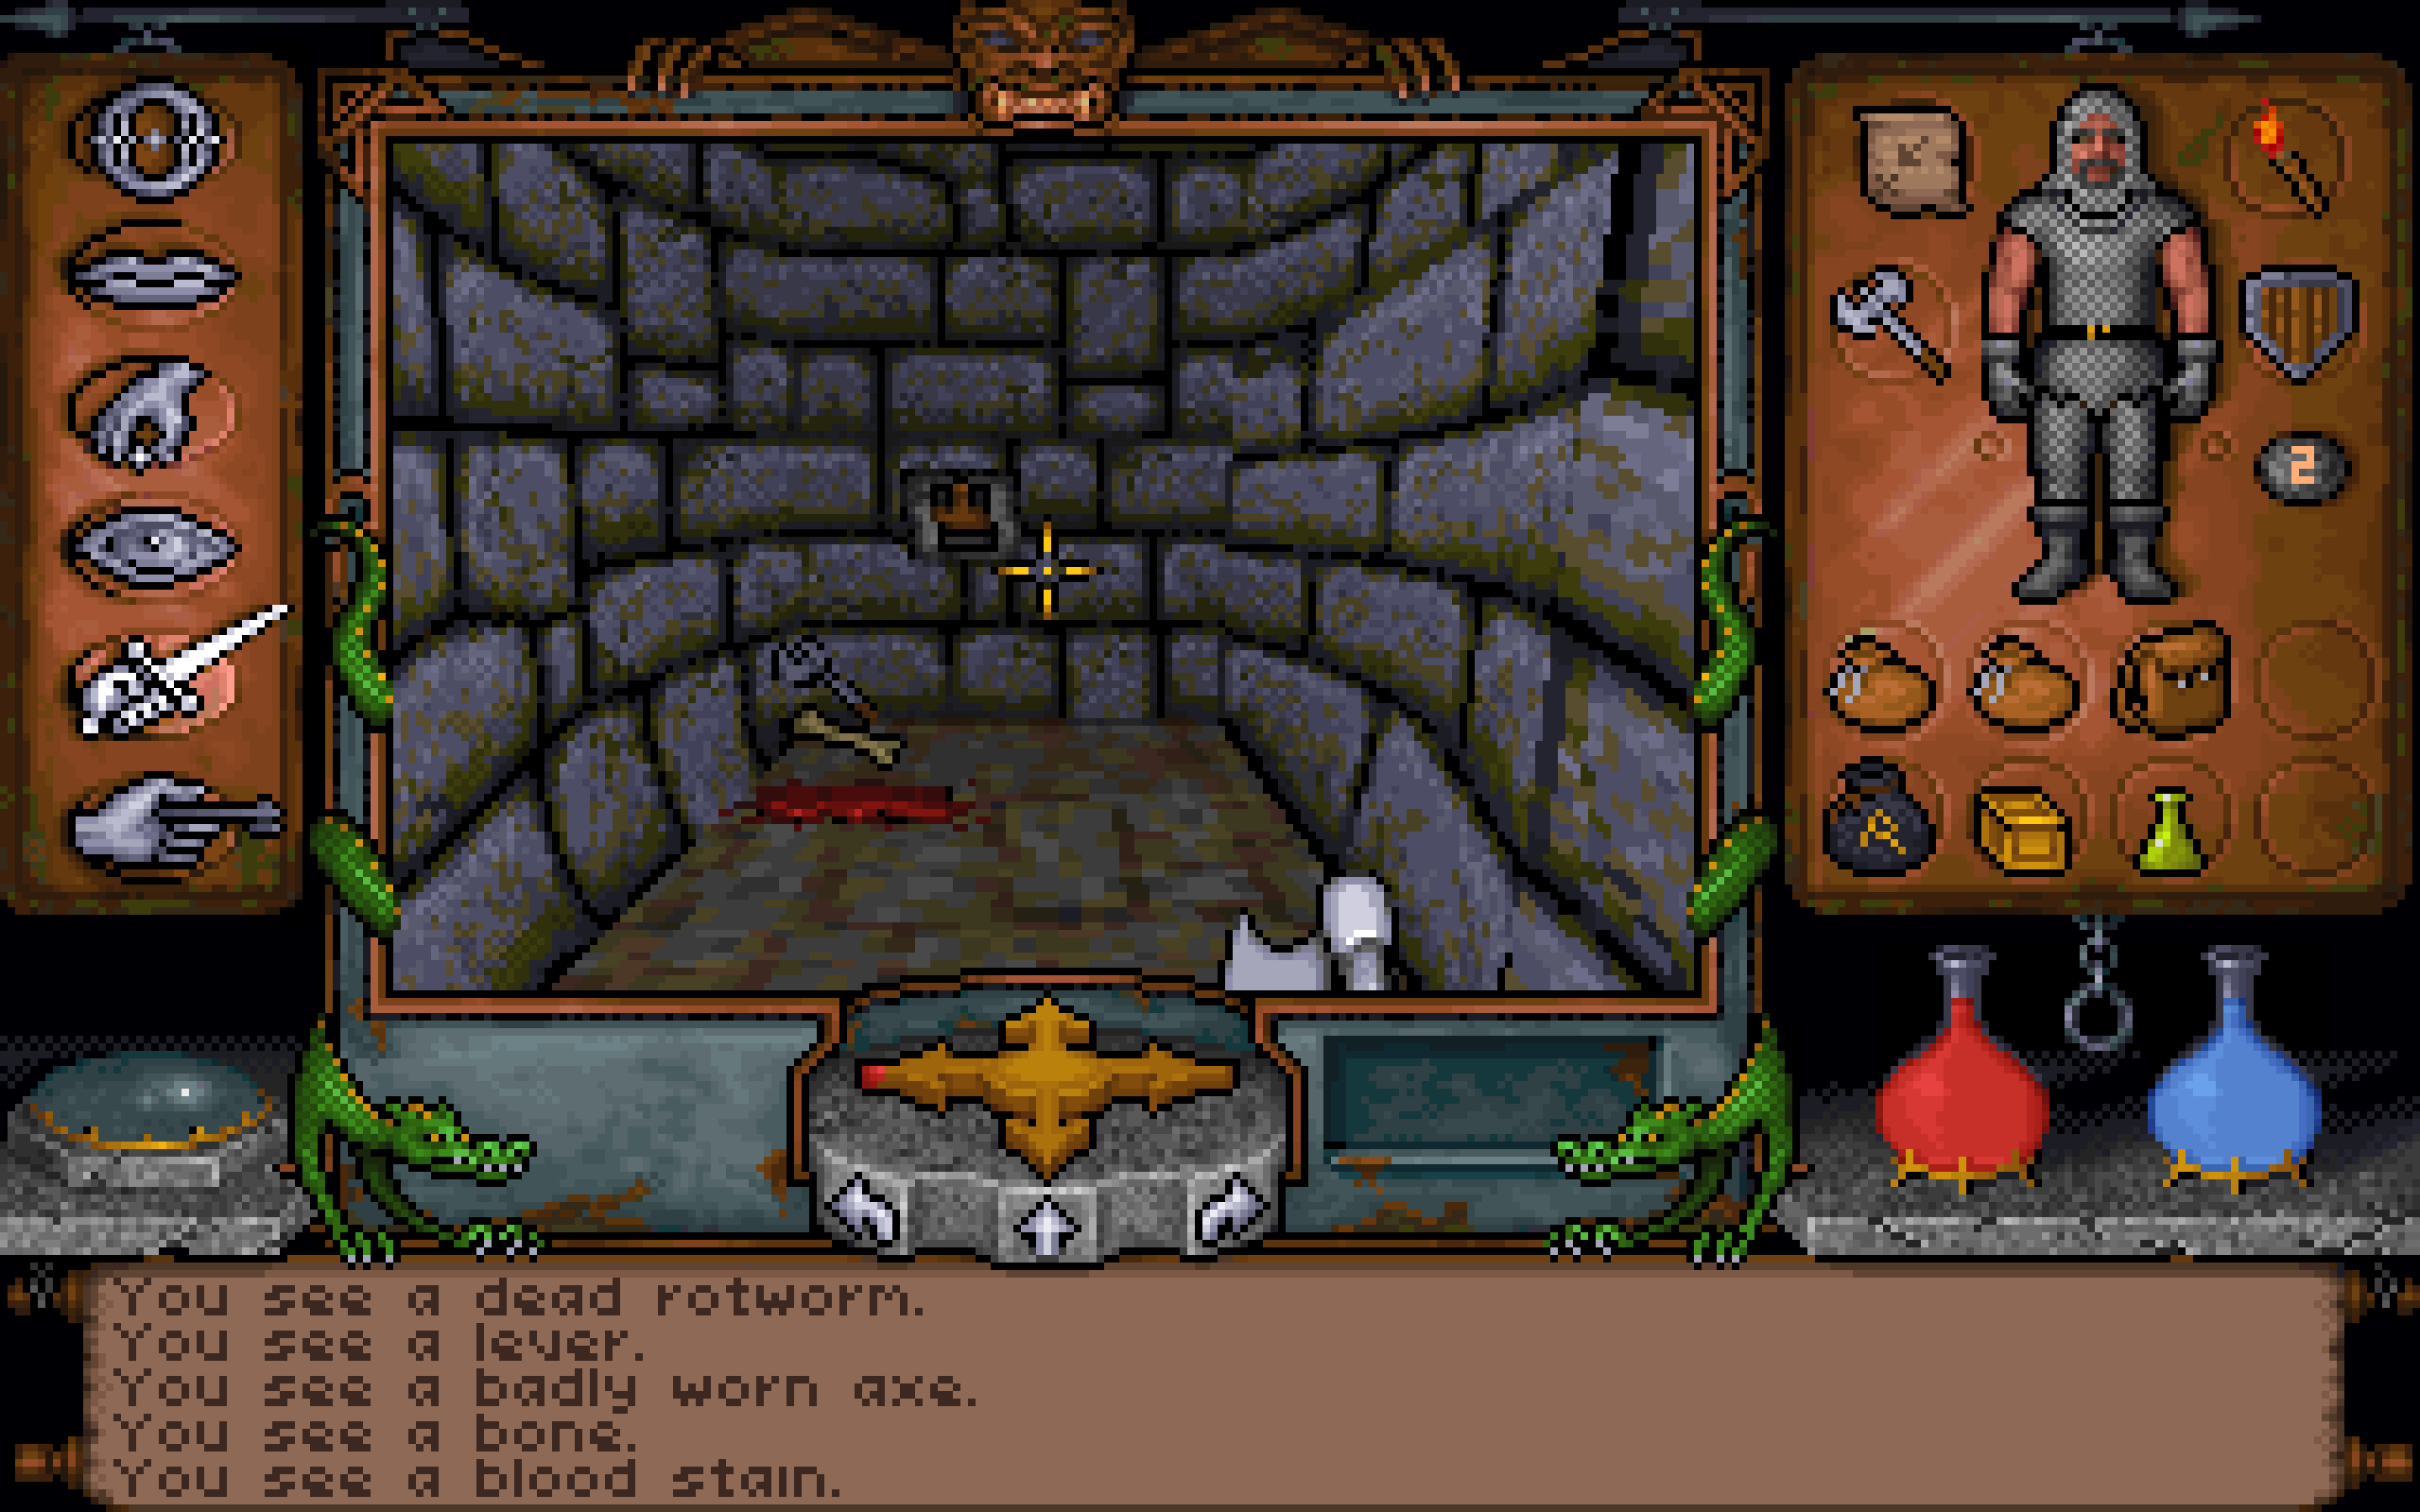 2
You see a dead rotworm.
You see a lever.
You see a badly worn axe.
You see a bone.
You see a blood stain.